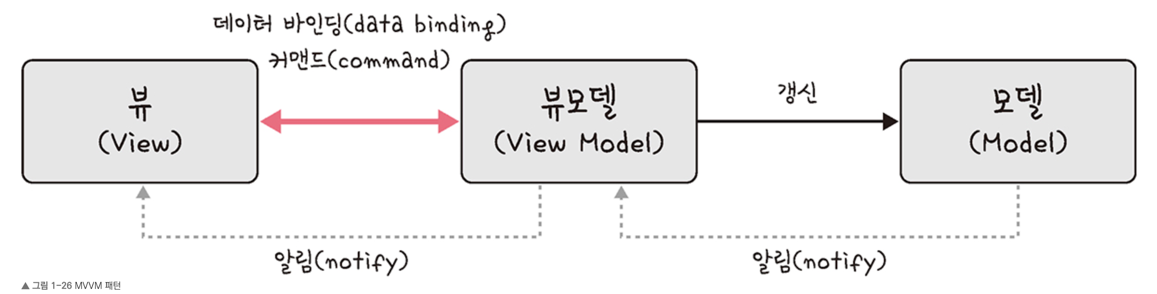 데이터 바인딩(data binding)
커맨드(command)
뷰
(View)
뷰모델
(View Model)
갱신
모델
(Model)
알림(notify)
알림(notify)
▲ 그림 1-26 MVVM 패턴